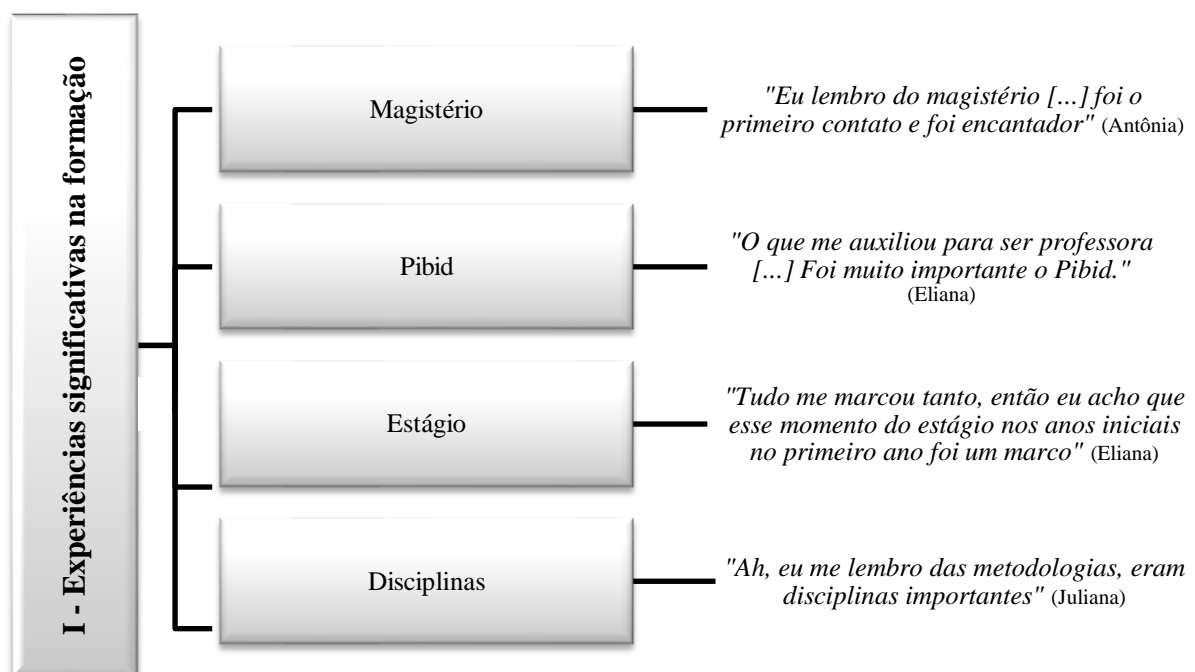 I - Experiências significativas na formação
Magistério
"Eu lembro do magistério [...] foi o
primeiro contato e foi encantador" (Antônia)
Pibid
"O que me auxiliou para ser professora
[...] Foi muito importante o Pibid."
(Eliana)
Estágio
"Tudo me marcou tanto, então eu acho que
esse momento do estágio nos anos iniciais
no primeiro ano foi um marco" (Eliana)
Disciplinas
"Ah, eu me lembro das metodologias, eram
disciplinas importantes" (Juliana)